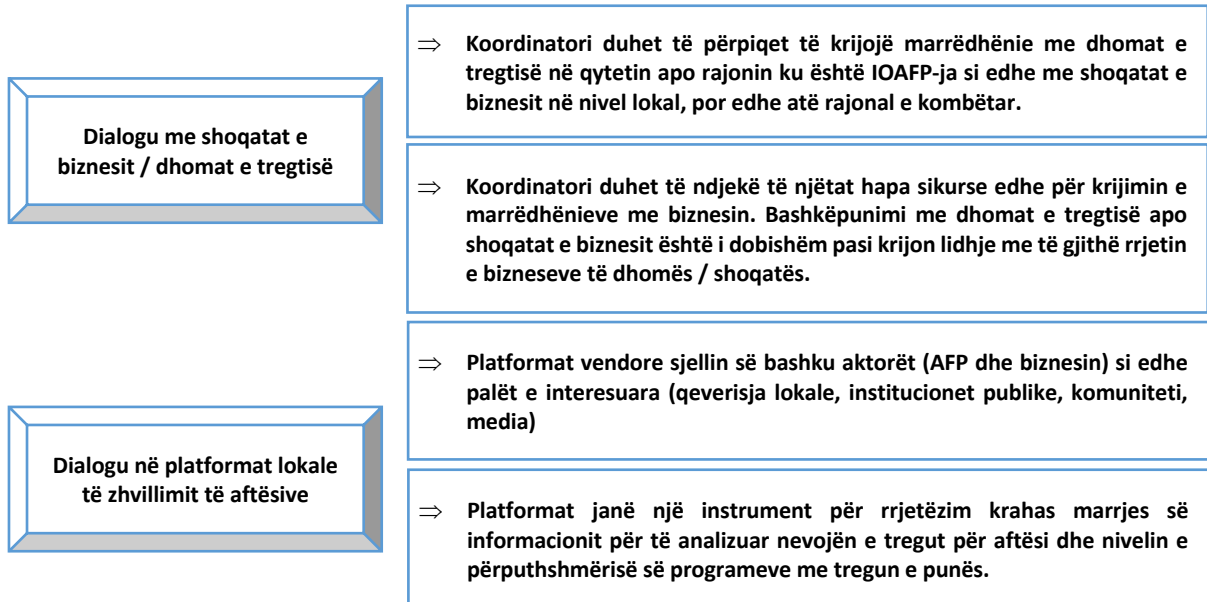 Dialogu me shoqatat e
biznesit / dhomat e tregtisë
⇒ Koordinatori duhet të përpiqet të krijojë marrëdhënie me dhomat e
tregtisë në qytetin apo rajonin ku është IOAFP-ja si edhe me shoqatat e
biznesit në nivel lokal, por edhe atë rajonal e kombëtar.
⇒ Koordinatori duhet të ndjekë të njëtat hapa sikurse edhe për krijimin e
marrëdhënieve me biznesin. Bashkëpunimi me dhomat e tregtisë apo
shoqatat e biznesit është i dobishëm pasi krijon lidhje me të gjithë rrjetin
e bizneseve të dhomës / shoqatës.
Dialogu në platformat lokale
të zhvillimit të aftësive
⇒ Platformat vendore sjellin së bashku aktorët (AFP dhe biznesin) si edhe
palët e interesuara (qeverisja lokale, institucionet publike, komuniteti,
media)
⇒ Platformat janë një instrument për rrjetëzim krahas marrjes së
informacionit për të analizuar nevojën e tregut për aftësi dhe nivelin e
përputhshmërisë së programeve me tregun e punës.